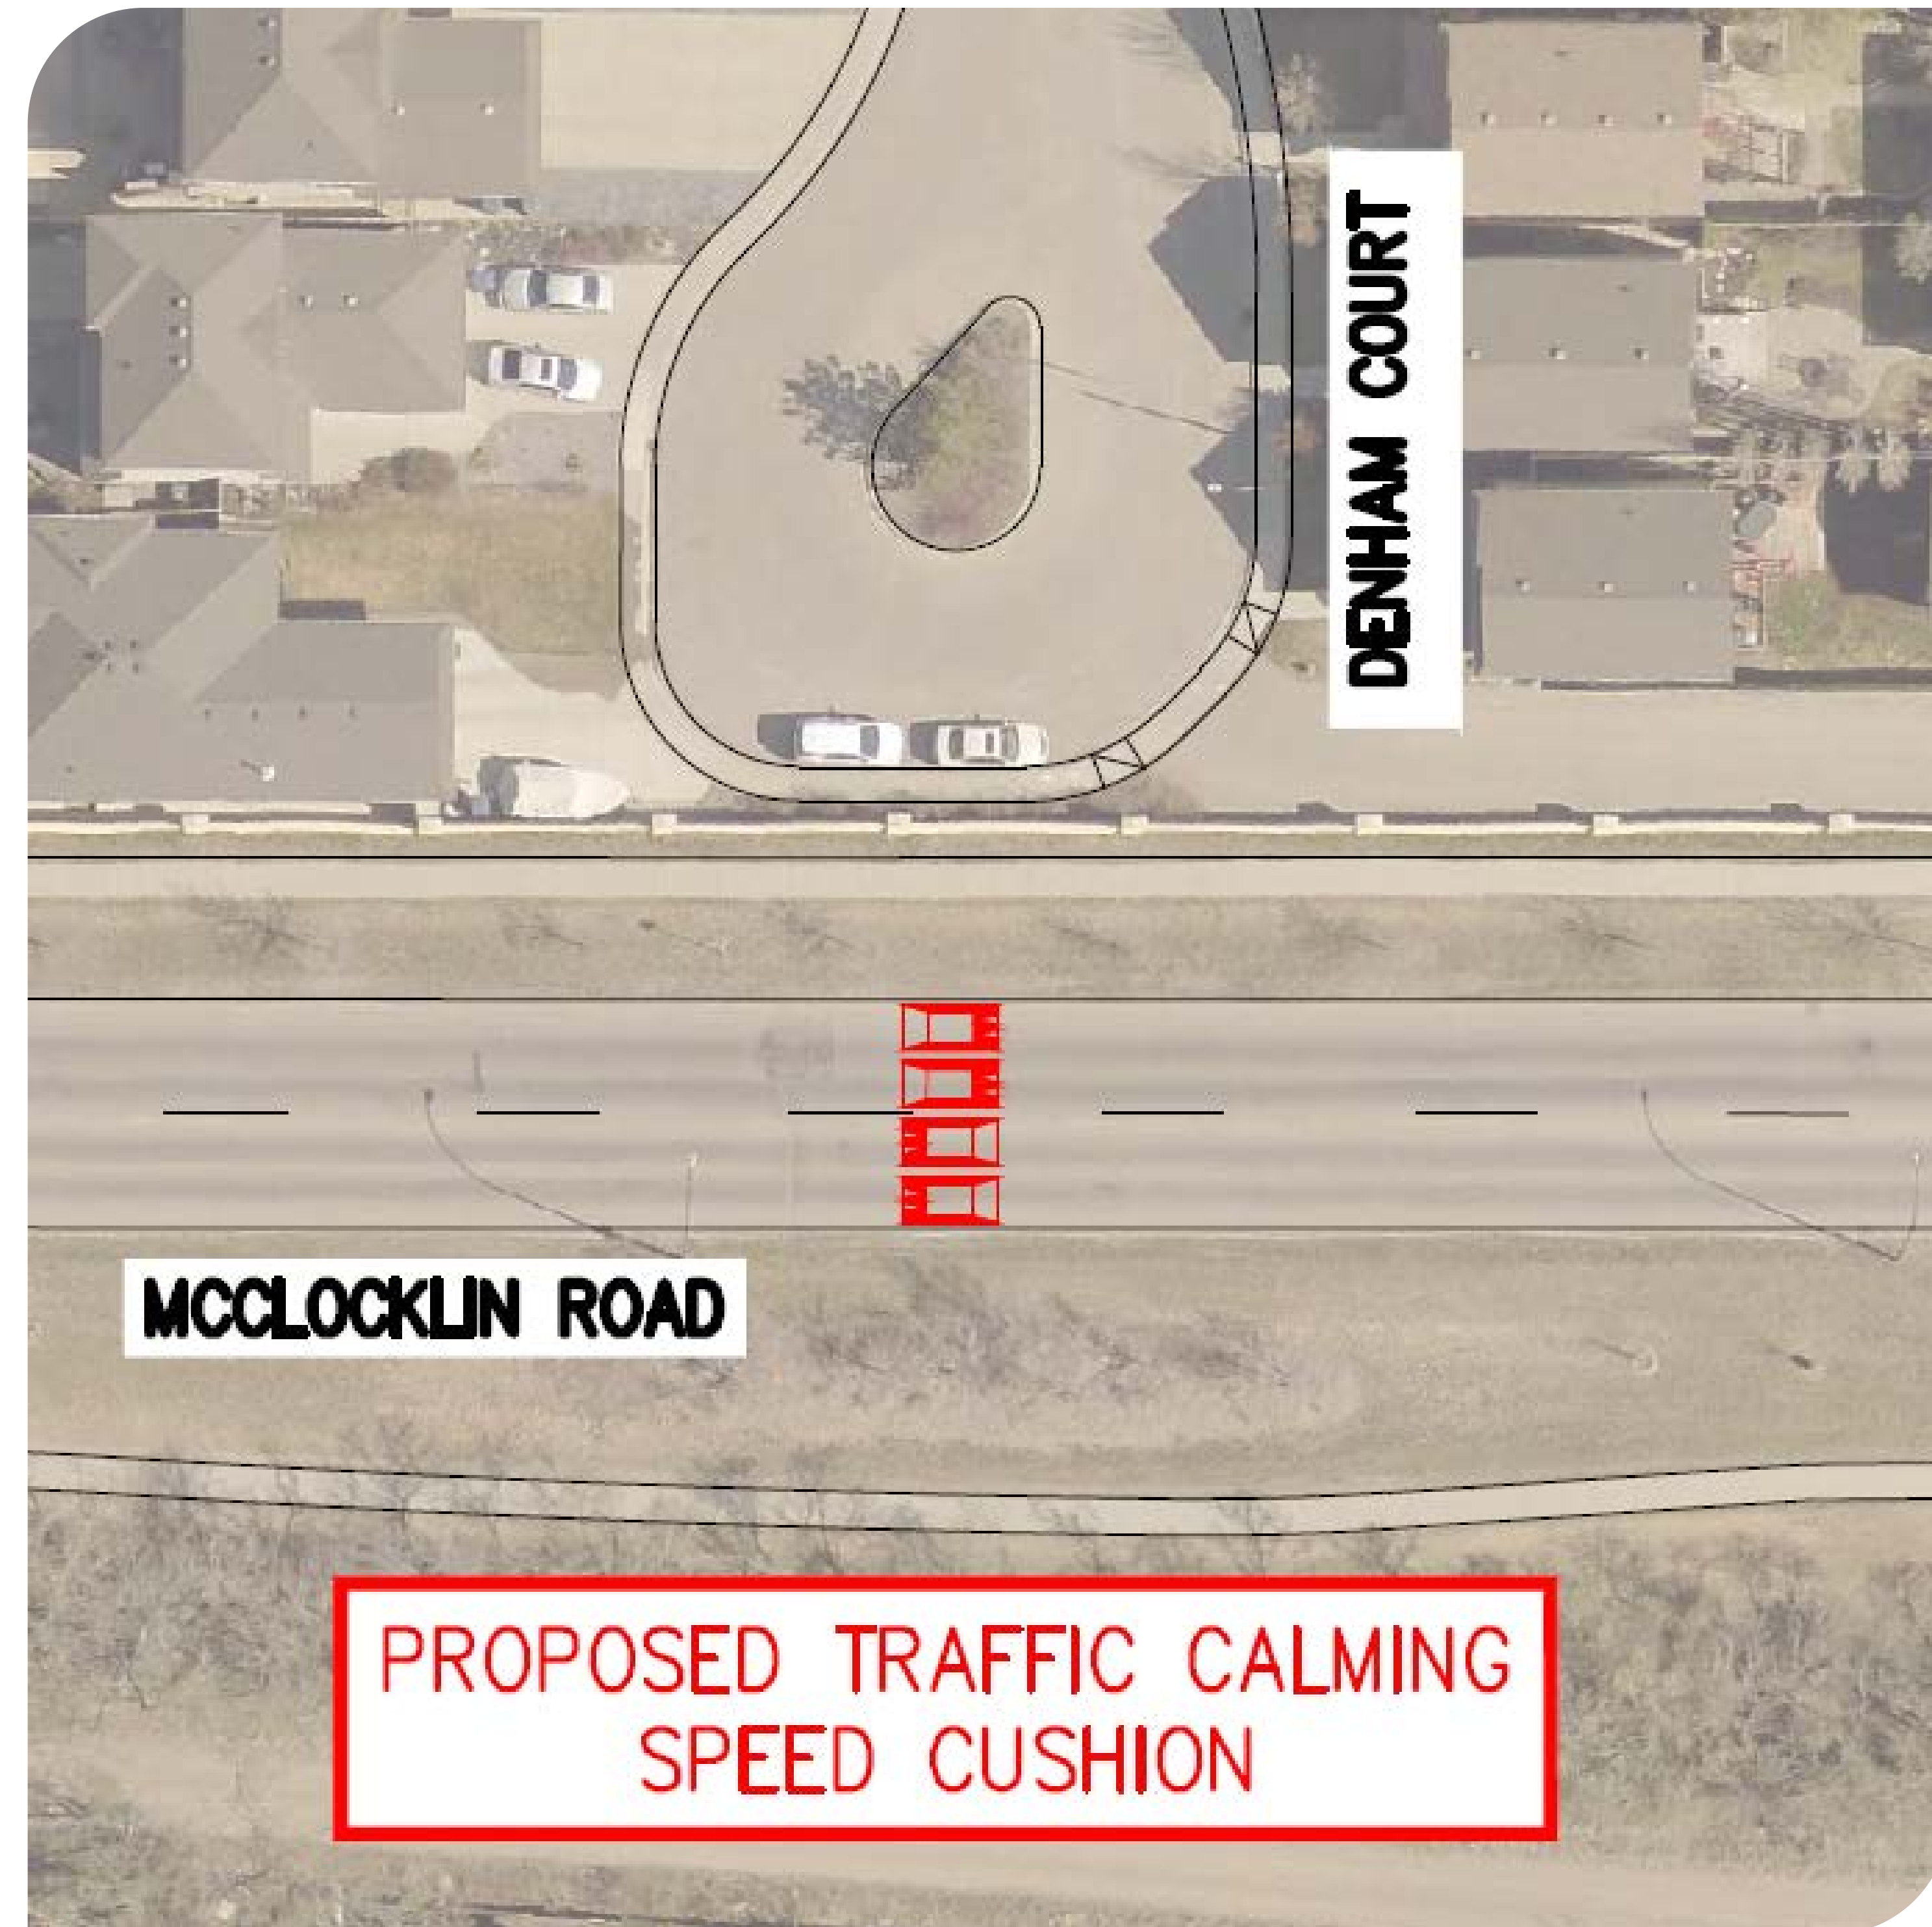 DENHAM COURT
MCCLOCKLIN ROAD
PROPOSED TRAFFIC CALMING
SPEED CUSHION